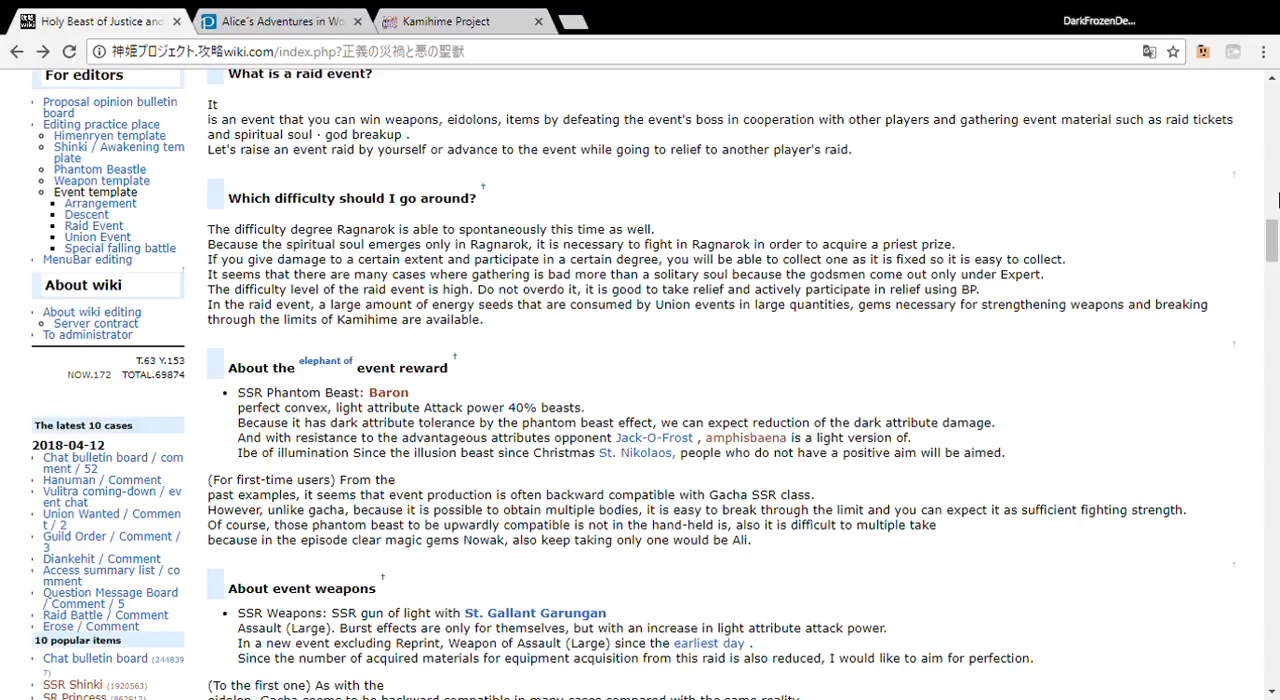 Holy Beast of Justice and
Alice's Adventures in Wo
Kamihime Project
DarkFrozenDe...
神姫プロジェクト.攻略wiki.com/index.php?正義の災禍と悪の聖獣
For editors
Proposal opinion bulletin
board
Editing practice place
Himenryen template
Shinki / Awakening tem
plate
Phantom Beastle
Weapon template
Event template
Arrangement
Descent
Raid Event
Union Event
Special falling battle
MenuBar editing
About wiki
About wiki editing
Server contract
To administrator
T.63 Y.153
NOW.172 TOTAL.69874
The latest 10 cases
2018-04-12
Chat bulletin board / com
ment / 52
Hanuman / Comment
Vulitra coming-down / ev
ent chat
Union Wanted / Commen
t / 2
Guild Order / Comment /
3
Diankehit / Comment
Access summary list / co
mment
Question Message Board
/ Comment / 5
Raid Battle / Comment
Erose / Comment
10 popular items
Chat bulletin board (244839
7)
SSR Shinki (1920563)
SR Princess (862913)
What is a raid event?
It
is an event that you can win weapons, eidolons, items by defeating the event's boss in cooperation with other players and gathering event material such as raid tickets
and spiritual soul · god breakup .
Let's raise an event raid by yourself or advance to the event while going to relief to another player's raid.
↑
Which difficulty should I go around? †
The difficulty degree Ragnarok is able to spontaneously this time as well.
Because the spiritual soul emerges only in Ragnarok, it is necessary to fight in Ragnarok in order to acquire a priest prize.
If you give damage to a certain extent and participate in a certain degree, you will be able to collect one as it is fixed so it is easy to collect.
It seems that there are many cases where gathering is bad more than a solitary soul because the godsmen come out only under Expert.
The difficulty level of the raid event is high. Do not overdo it, it is good to take relief and actively participate in relief using BP.
In the raid event, a large amount of energy seeds that are consumed by Union events in large quantities, gems necessary for strengthening weapons and breaking
through the limits of Kamihime are available.
↑
About the elephant of event reward †
SSR Phantom Beast: Baron
perfect convex, light attribute Attack power 40% beasts.
Because it has dark attribute tolerance by the phantom beast effect, we can expect reduction of the dark attribute damage.
And with resistance to the advantageous attributes opponent Jack-O-Frost , amphisbaena is a light version of.
Ibe of illumination Since the illusion beast since Christmas St. Nikolaos, people who do not have a positive aim will be aimed.
(For first-time users) From the
past examples, it seems that event production is often backward compatible with Gacha SSR class.
However, unlike gacha, because it is possible to obtain multiple bodies, it is easy to break through the limit and you can expect it as sufficient fighting strength.
Of course, those phantom beast to be upwardly compatible is not in the hand-held is, also it is difficult to multiple take
because in the episode clear magic gems Nowak, also keep taking only one would be Ali.
↑
About event weapons †
SSR Weapons: SSR gun of light with St. Gallant Garungan
Assault (Large). Burst effects are only for themselves, but with an increase in light attribute attack power.
In a new event excluding Reprint, Weapon of Assault (Large) since the earliest day .
Since the number of acquired materials for equipment acquisition from this raid is also reduced, I would like to aim for perfection.
(To the first one) As with the
eidolon, Gacha seems to be backward compatible in many cases compared with the same reality.